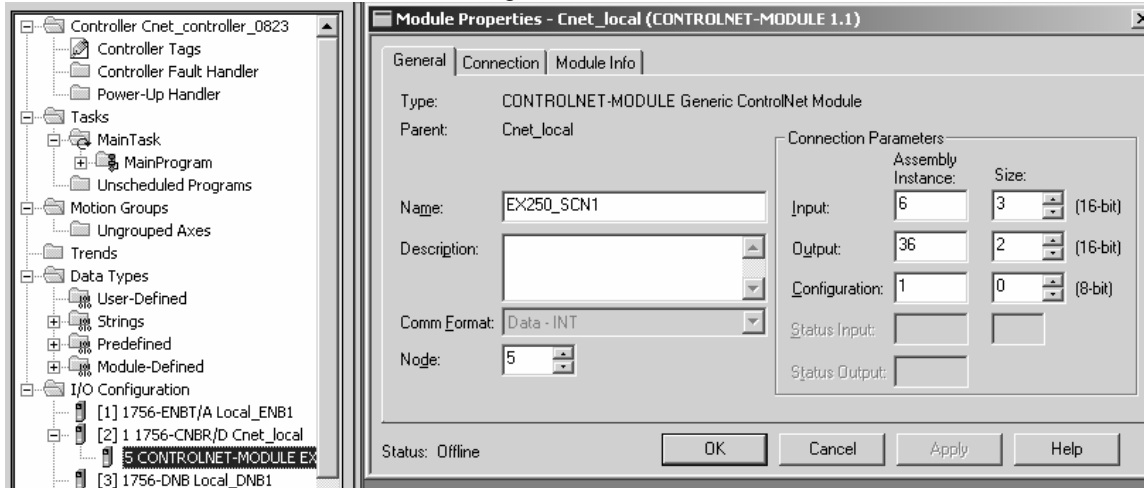 Controller Cnet_controller_0823
Controller Tags
Controller Fault Handler
Power-Up Handler
Tasks
MainTask
MainProgram
Unscheduled Programs
Motion Groups
Ungrouped Axes
Trends
Data Types
User-Defined
Strings
Predefined
Module-Defined
I/O Configuration
[1] 1756-ENBT/A Local_ENB1
[2] 1 1756-CNBR/D Cnet_local
5 CONTROLNET-MODULE EX
[3] 1756-DNB Local_DNB1
Module Properties - Cnet_local (CONTROLNET-MODULE 1.1)
General Connection Module Info
Type: CONTROLNET-MODULE Generic ControlNet Module
Parent: Cnet_local
Name: EX250_SCN1
Description:
Comm Format: Data - INT
Node: 5
Connection Parameters
Assembly
Instance: Size:
Input: 6 3 (16-bit)
Output: 36 2 (16-bit)
Configuration: 1 0 (8-bit)
Status Input:
Status Output:
Status: Offline
OK Cancel Apply Help